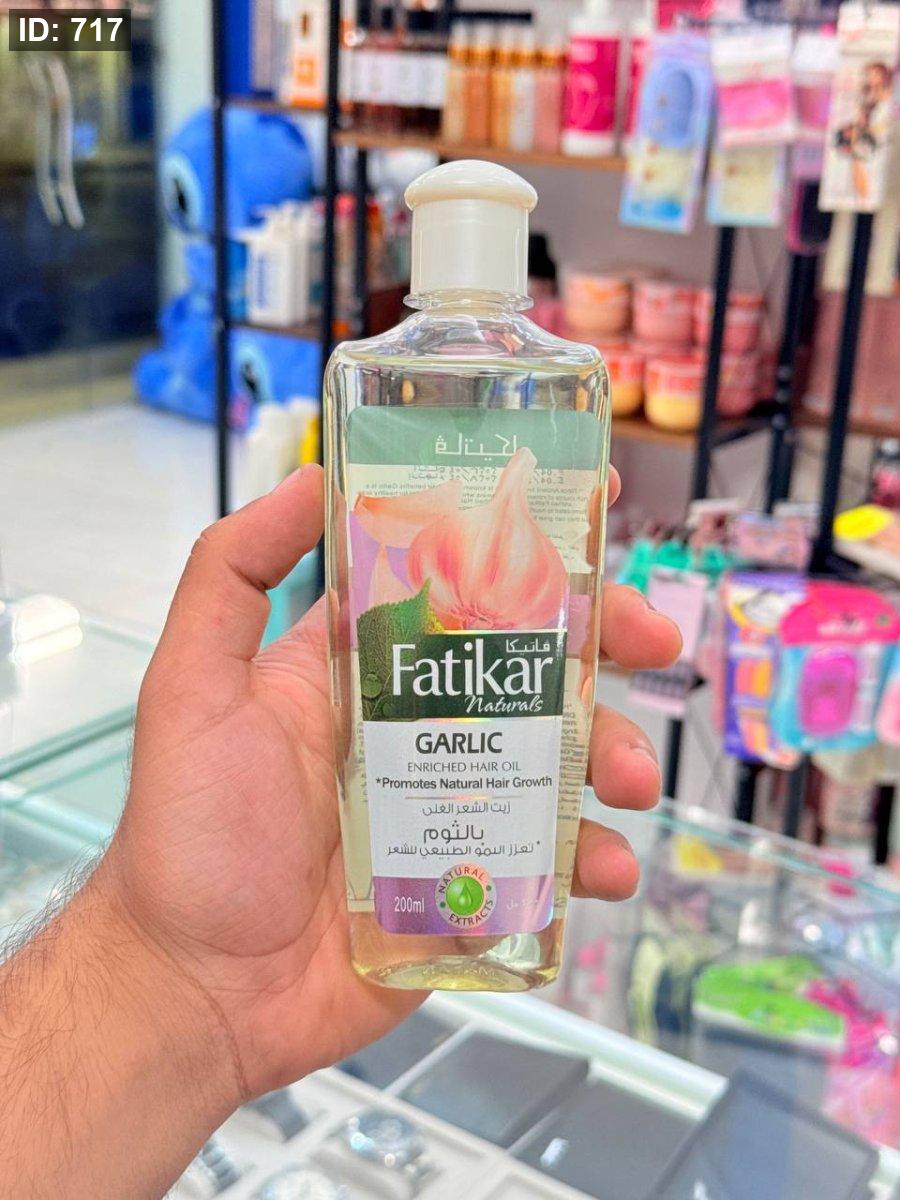 ID: 717
فاتيكا
Fatikar
Naturals
GARLIC
ENRICHED HAIR OIL
*Promotes Natural Hair Growth
زيت الشعر الغني
بالثوم
*تعزز النمو الطبيعي للشعر
NATURAL EXTRACTS
200ml
مل